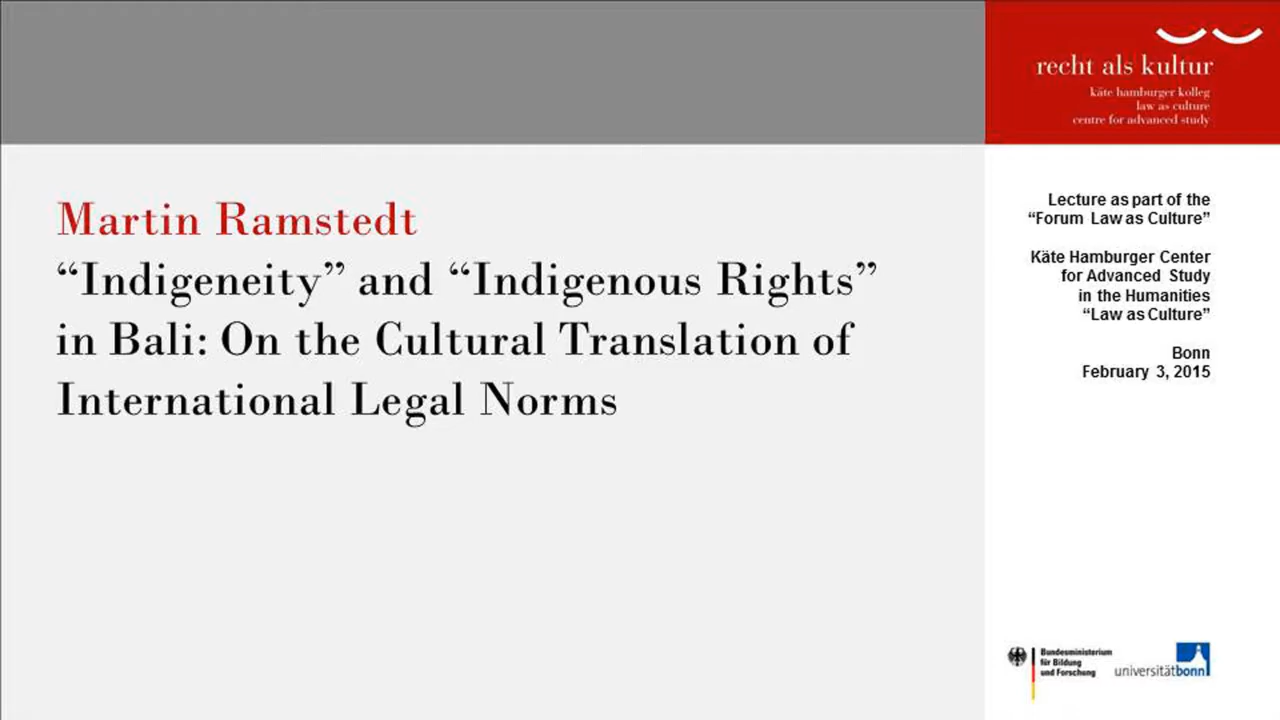 recht als kultur
käte hamburger kolleg
law as culture
centre for advanced study
Martin Ramstedt
“Indigeneity” and “Indigenous Rights”
in Bali: On the Cultural Translation of
International Legal Norms
Lecture as part of the
“Forum Law as Culture”
Käte Hamburger Center
for Advanced Study
in the Humanities
“Law as Culture”
Bonn
February 3, 2015
Bundesministerium
für Bildung
und Forschung
universitätbonn